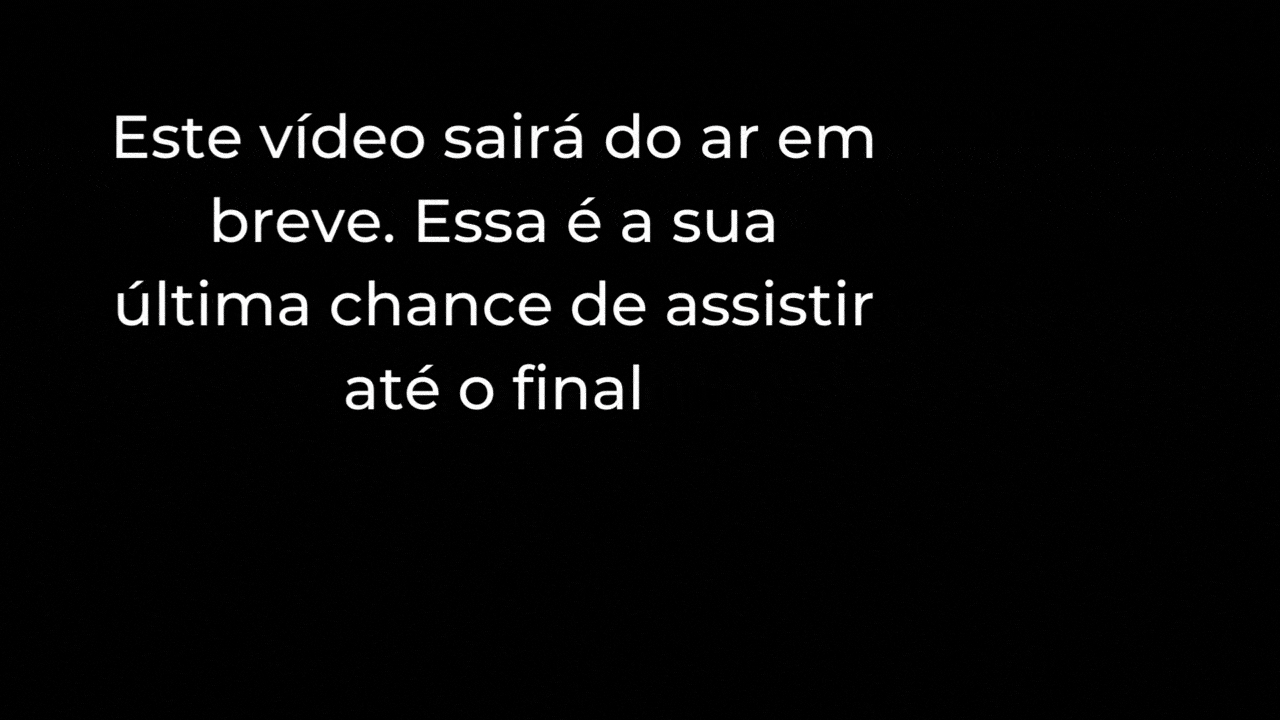 Este vídeo sairá do ar em
breve. Essa é a sua
última chance de assistir
até o final